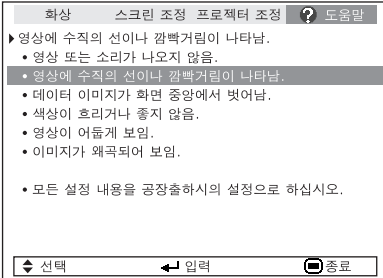 화상 스크린 조정 프로젝터 조정 ? 도움말
▶영상에 수직의 선이나 깜빡거림이 나타남.
• 영상 또는 소리가 나오지 않음.
• 영상에 수직의 선이나 깜빡거림이 나타남.
• 데이터 이미지가 화면 중앙에서 벗어남.
• 색상이 흐리거나 좋지 않음.
• 영상이 어둡게 보임.
• 이미지가 왜곡되어 보임.
• 모든 설정 내용을 공장출하시의 설정으로 하십시오.
선택 입력 종료